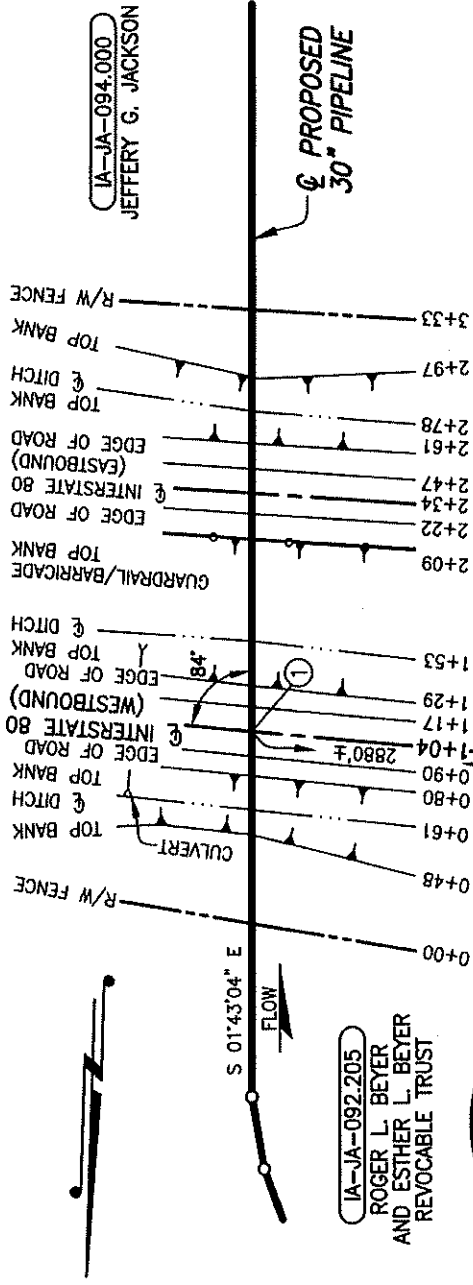 IA-JA-094.000
JEFFERY G. JACKSON
℄ PROPOSED
30" PIPELINE
R/W FENCE
TOP BANK
℄ DITCH
TOP BANK
EDGE OF ROAD
(EASTBOUND)
℄ INTERSTATE 80
EDGE OF ROAD
TOP BANK
GUARDRAIL/BARRICADE
℄ DITCH
TOP BANK
EDGE OF ROAD
(WESTBOUND)
℄ INTERSTATE 80
EDGE OF ROAD
TOP BANK
℄ DITCH
TOP BANK
R/W FENCE
CULVERT
84°
1
2880'±
S 01°43'04" E
FLOW
3+33
2+97
2+78
2+61
2+47
2+34
2+22
2+09
1+53
1+29
1+17
1+04
0+90
0+80
0+61
0+48
0+00
IA-JA-092.205
ROGER L. BEYER
AND ESTHER L. BEYER
REVOCABLE TRUST